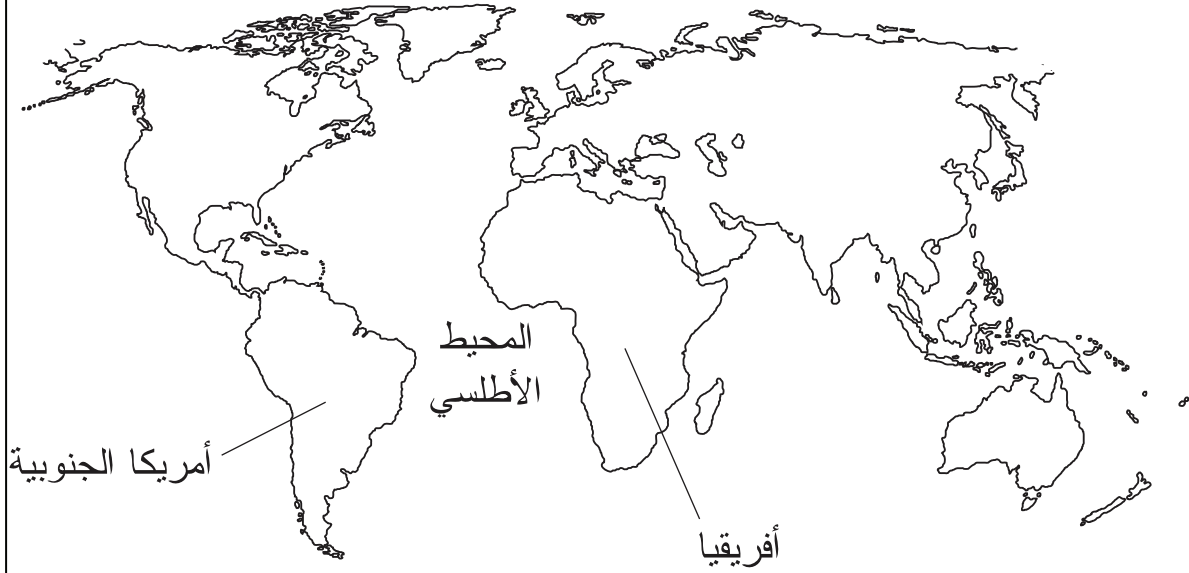 المحيط
الأطلسي
أمريكا الجنوبية
أفريقيا